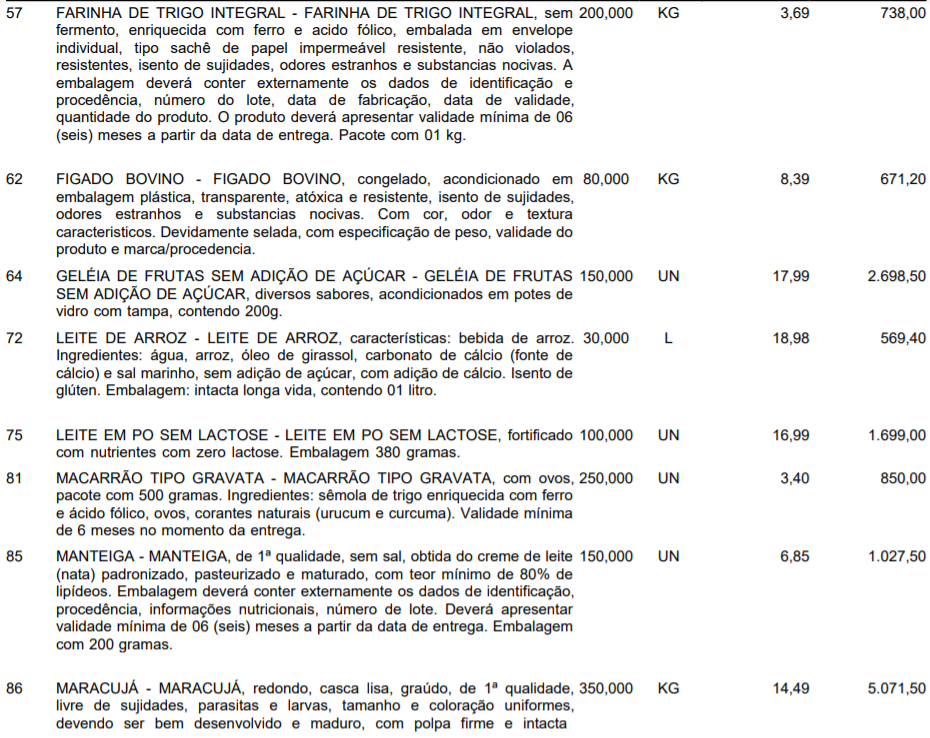 57 FARINHA DE TRIGO INTEGRAL - FARINHA DE TRIGO INTEGRAL, sem 200,000 KG 3,69 738,00
fermento, enriquecida com ferro e acido fólico, embalada em envelope
individual, tipo sachê de papel impermeável resistente, não violados,
resistentes, isento de sujidades, odores estranhos e substancias nocivas. A
embalagem deverá conter externamente os dados de identificação e
procedência, número do lote, data de fabricação, data de validade,
quantidade do produto. O produto deverá apresentar validade mínima de 06
(seis) meses a partir da data de entrega. Pacote com 01 kg.
62 FIGADO BOVINO - FIGADO BOVINO, congelado, acondicionado em 80,000 KG 8,39 671,20
embalagem plástica, transparente, atóxica e resistente, isento de sujidades,
odores estranhos e substancias nocivas. Com cor, odor e textura
caracteristicos. Devidamente selada, com especificação de peso, validade do
produto e marca/procedencia.
64 GELÉIA DE FRUTAS SEM ADIÇÃO DE AÇÚCAR - GELÉIA DE FRUTAS 150,000 UN 17,99 2.698,50
SEM ADIÇÃO DE AÇÚCAR, diversos sabores, acondicionados em potes de
vidro com tampa, contendo 200g.
72 LEITE DE ARROZ - LEITE DE ARROZ, características: bebida de arroz. 30,000 L 18,98 569,40
Ingredientes: água, arroz, óleo de girassol, carbonato de cálcio (fonte de
cálcio) e sal marinho, sem adição de açúcar, com adição de cálcio. Isento de
glúten. Embalagem: intacta longa vida, contendo 01 litro.
75 LEITE EM PO SEM LACTOSE - LEITE EM PO SEM LACTOSE, fortificado 100,000 UN 16,99 1.699,00
com nutrientes com zero lactose. Embalagem 380 gramas.
81 MACARRÃO TIPO GRAVATA - MACARRÃO TIPO GRAVATA, com ovos, 250,000 UN 3,40 850,00
pacote com 500 gramas. Ingredientes: sêmola de trigo enriquecida com ferro
e ácido fólico, ovos, corantes naturais (urucum e curcuma). Validade mínima
de 6 meses no momento da entrega.
85 MANTEIGA - MANTEIGA, de 1ª qualidade, sem sal, obtida do creme de leite 150,000 UN 6,85 1.027,50
(nata) padronizado, pasteurizado e maturado, com teor mínimo de 80% de
lipídeos. Embalagem deverá conter externamente os dados de identificação,
procedência, informações nutricionais, número de lote. Deverá apresentar
validade mínima de 06 (seis) meses a partir da data de entrega. Embalagem
com 200 gramas.
86 MARACUJÁ - MARACUJÁ, redondo, casca lisa, graúdo, de 1ª qualidade, 350,000 KG 14,49 5.071,50
livre de sujidades, parasitas e larvas, tamanho e coloração uniformes,
devendo ser bem desenvolvido e maduro, com polpa firme e intacta